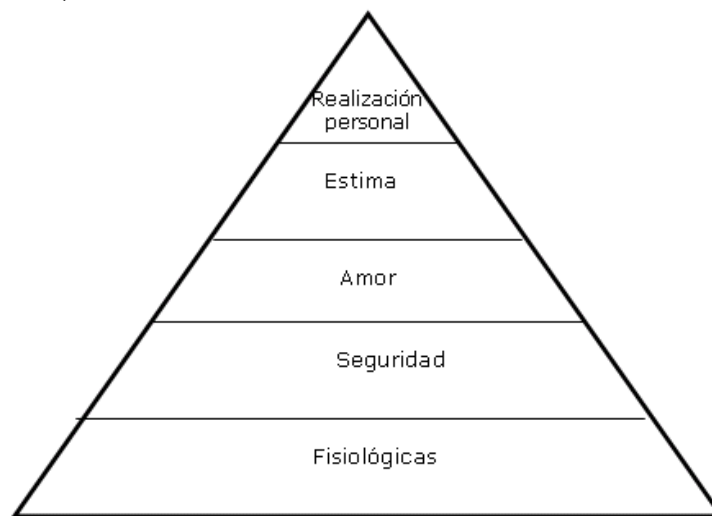 Realización
personal
Estima
Amor
Seguridad
Fisiológicas